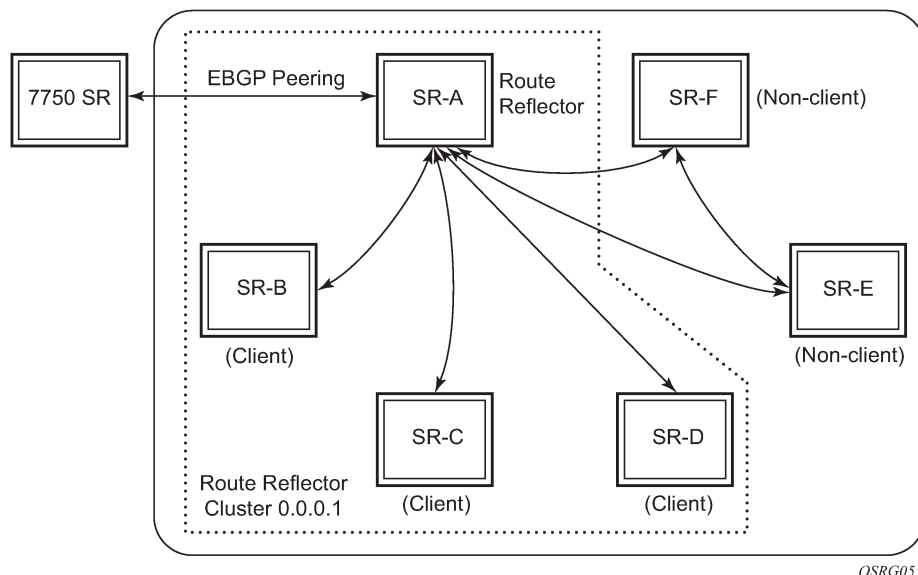 7750 SR
EBGP Peering
SR-A
Route
Reflector
SR-F
(Non-client)
SR-B
(Client)
SR-E
(Non-client)
SR-C
(Client)
SR-D
(Client)
Route Reflector
Cluster 0.0.0.1
OSRG05